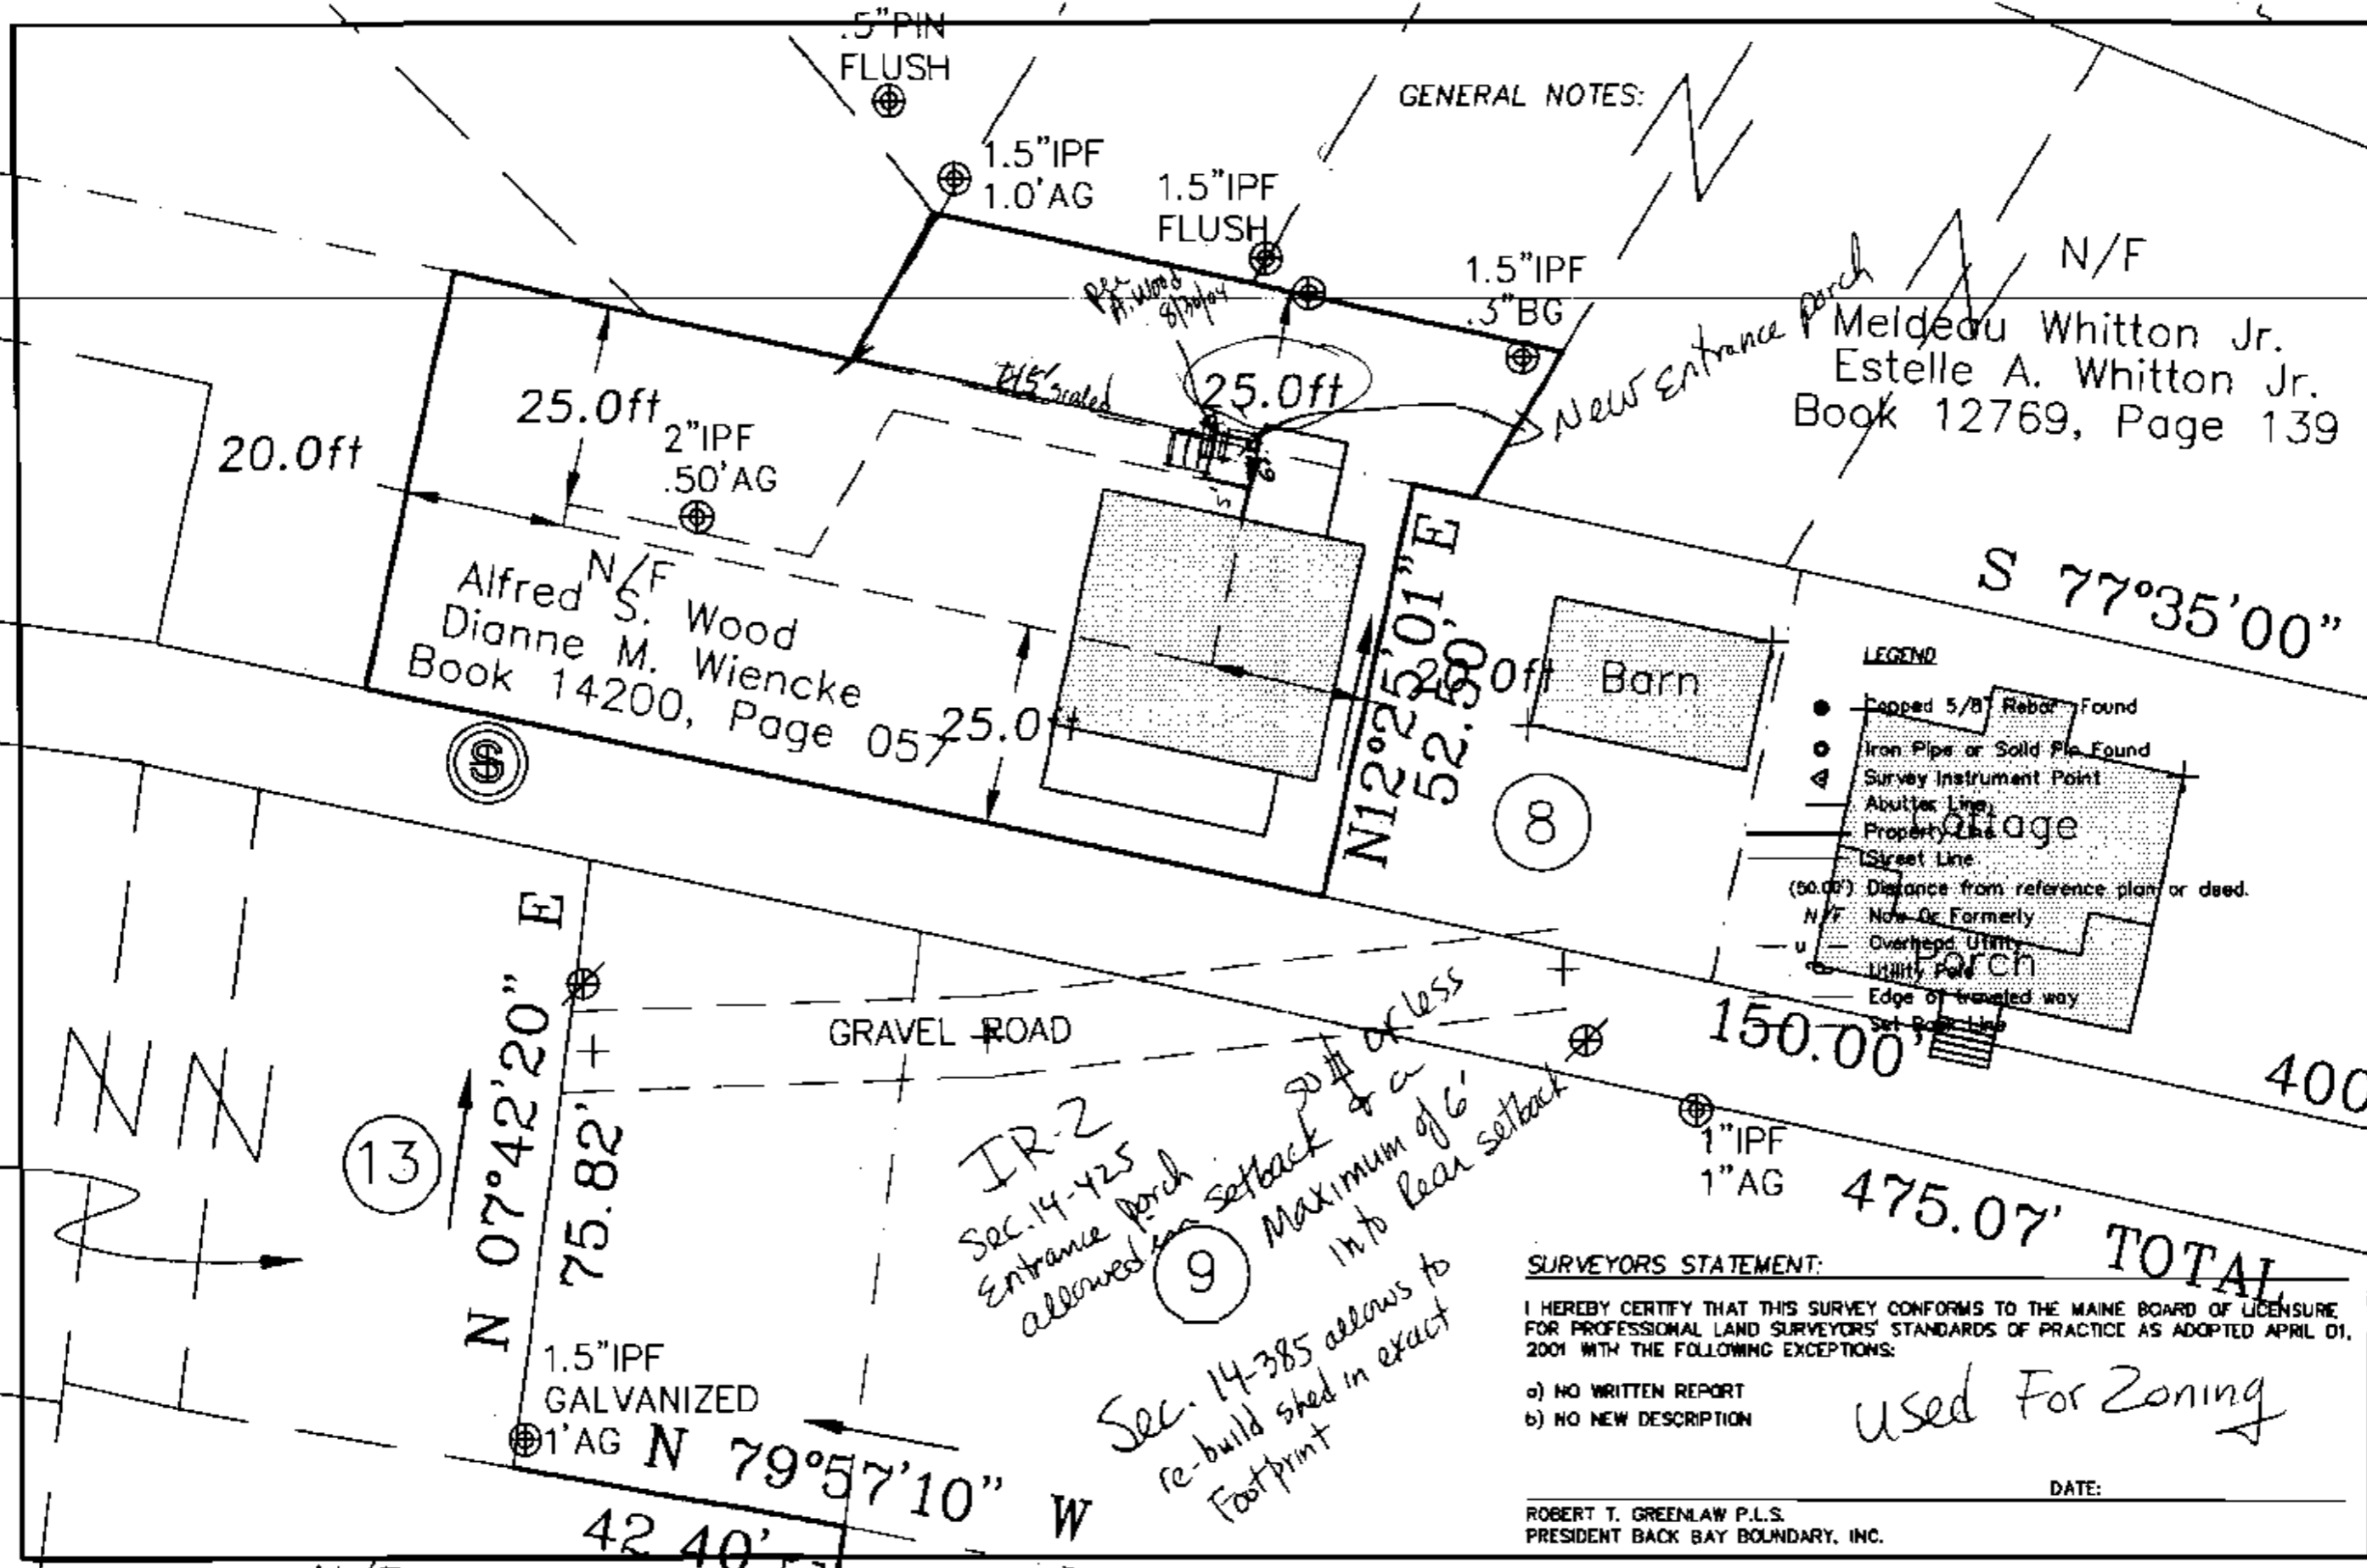 .5"PIN
FLUSH
1.5"IPF
1.0'AG
1.5"IPF
FLUSH
GENERAL NOTES:
1.5"IPF
.3"BG
N/F
Meldeau Whitton Jr.
Estelle A. Whitton Jr.
Book 12769, Page 139
New Entrance Porch
A. Wood
8/30/04
Scaled
25.0ft
20.0ft
25.0ft
2"IPF
.50'AG
5'
6'
N/F
Alfred S. Wood
Dianne M. Wiencke
Book 14200, Page 057
25.0ft
S
N12°25'01"E
52.50'
20.0ft
Barn
8
S 77°35'00"
LEGEND
Capped 5/8" Rebar Found
Iron Pipe or Solid Pin Found
Survey Instrument Point
Abutter Line
Property Line
Street Line
(50.00') Distance from reference plan or deed.
N/F Now Or Formerly
u Overhead Utility
Utility Pole
Edge of traveled way
Set Back Line
Cottage
Porch
150.00'
400
N 07°42'20" E
75.82'
13
GRAVEL ROAD
1"IPF
1"AG
475.07' TOTAL
IR-2
Sec. 14-425
Entrance porch
allowed in setback
50 # or less
or a
Maximum of 6'
into Rear setback
9
Sec. 14-385 allows to
re-build shed in exact
Footprint
1.5"IPF
GALVANIZED
1'AG
N 79°57'10" W
42.40'
SURVEYORS STATEMENT:
I HEREBY CERTIFY THAT THIS SURVEY CONFORMS TO THE MAINE BOARD OF LICENSURE
FOR PROFESSIONAL LAND SURVEYORS' STANDARDS OF PRACTICE AS ADOPTED APRIL 01,
2001 WITH THE FOLLOWING EXCEPTIONS:
a) NO WRITTEN REPORT
b) NO NEW DESCRIPTION
used For Zoning
DATE:
ROBERT T. GREENLAW P.L.S.
PRESIDENT BACK BAY BOUNDARY, INC.